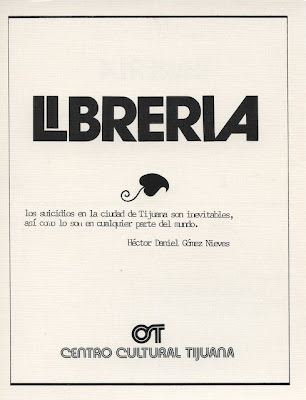 LIBRERIA
los suicidios en la ciudad de Tijuana son inevitables,
así como lo son en cualquier parte del mundo.
Héctor Daniel Gómez Nieves
CENTRO CULTURAL TIJUANA